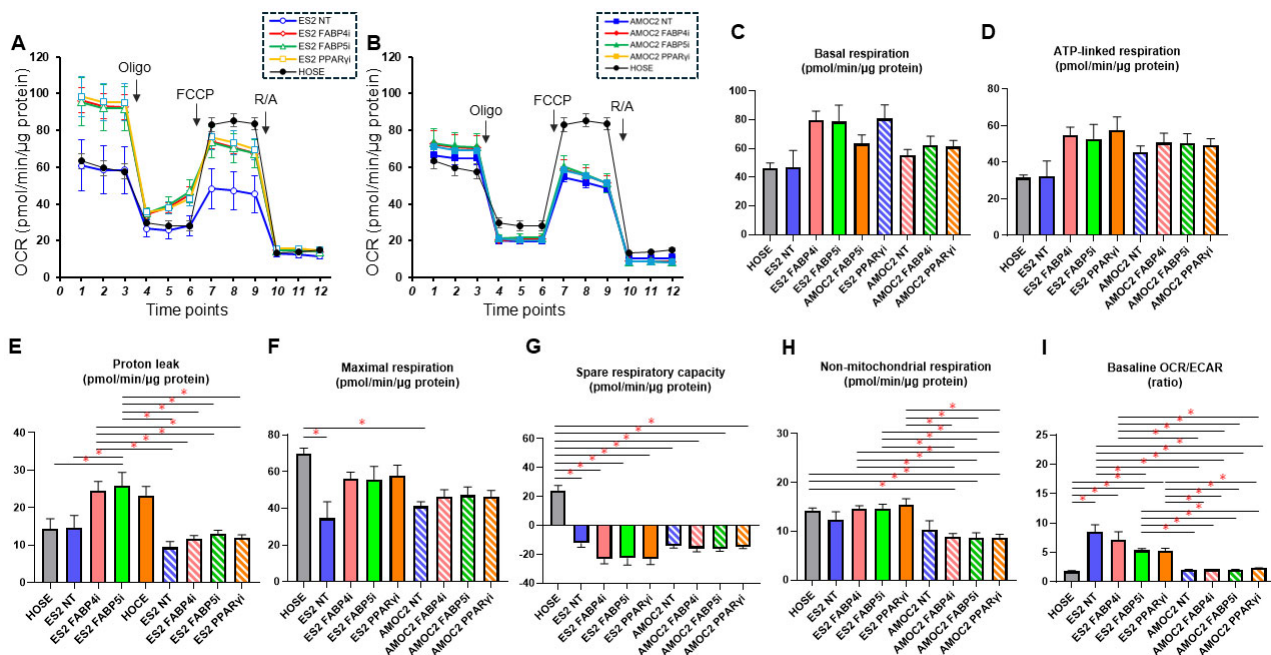 A
ES2 NT
ES2 FABP4i
ES2 FABP5i
ES2 PPARγi
HOSE
OCR (pmol/min/µg protein)
120
100
80
60
40
20
0
Oligo
FCCP
R/A
0 1 2 3 4 5 6 7 8 9 10 11 12
Time points
B
AMOC2 NT
AMOC2 FABP4i
AMOC2 FABP5i
AMOC2 PPARγi
HOSE
OCR (pmol/min/µg protein)
120
100
80
60
40
20
0
Oligo
FCCP
R/A
0 1 2 3 4 5 6 7 8 9 10 11 12
Time points
C
Basal respiration
(pmol/min/µg protein)
100
80
60
40
20
0
HOSE
ES2 NT
ES2 FABP4i
ES2 FABP5i
AMOC2 FABP5i
ES2 PPARγi
AMOC2 NT
AMOC2 FABP4i
AMOC2 PPARγi
D
ATP-linked respiration
(pmol/min/µg protein)
80
60
40
20
0
HOSE
ES2 NT
ES2 FABP4i
ES2 FABP5i
ES2 PPARγi
AMOC2 NT
AMOC2 FABP4i
AMOC2 FABP5i
AMOC2 PPARγi
E
Proton leak
(pmol/min/µg protein)
40
30
20
10
0
HOSE
ES2 NT
ES2 FABP4i
ES2 FABP5i
HOCE
ES2 NT
ES2 FABP4i
ES2 FABP5i
ES2 PPARγi
F
Maximal respiration
(pmol/min/µg protein)
80
60
40
20
0
HOSE
ES2 NT
ES2 FABP4i
ES2 FABP5i
ES2 PPARγi
AMOC2 NT
AMOC2 FABP4i
AMOC2 FABP5i
AMOC2 PPARγi
G
Spare respiratory capacity
(pmol/min/µg protein)
60
40
20
0
-20
-40
HOSE
ES2 NT
ES2 FABP4i
ES2 FABP5i
ES2 PPARγi
AMOC2 NT
AMOC2 FABP4i
AMOC2 FABP5i
AMOC2 PPARγi
H
Non-mitochondrial respiration
(pmol/min/µg protein)
30
20
10
0
HOSE
ES2 NT
ES2 FABP4i
ES2 FABP5i
ES2 PPARγi
AMOC2 NT
AMOC2 FABP4i
AMOC2 FABP5i
AMOC2 PPARγi
I
Basline OCR/ECAR
(ratio)
25
20
15
10
5
0
HOSE
ES2 NT
ES2 FABP4i
ES2 FABP5i
ES2 PPARγi
AMOC2 NT
AMOC2 FABP4i
AMOC2 FABP5i
AMOC2 PPARγi